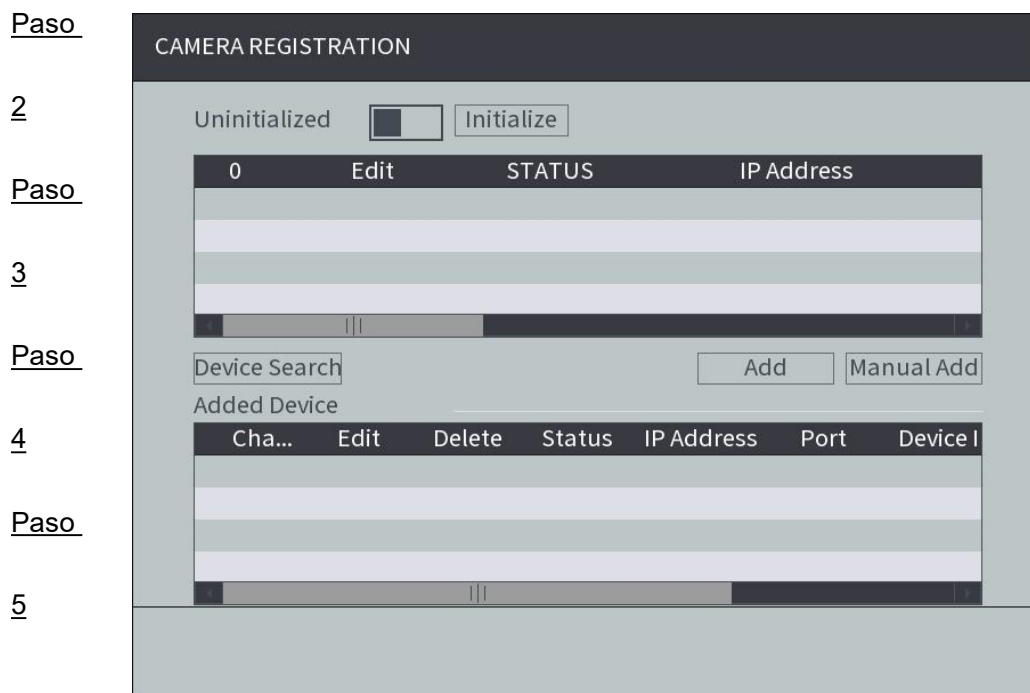 Paso
2
Paso
3
Paso
4
Paso
5
CAMERA REGISTRATION
Uninitialized Initialize
0 Edit STATUS IP Address
Device Search Add Manual Add
Added Device
Cha... Edit Delete Status IP Address Port Device I